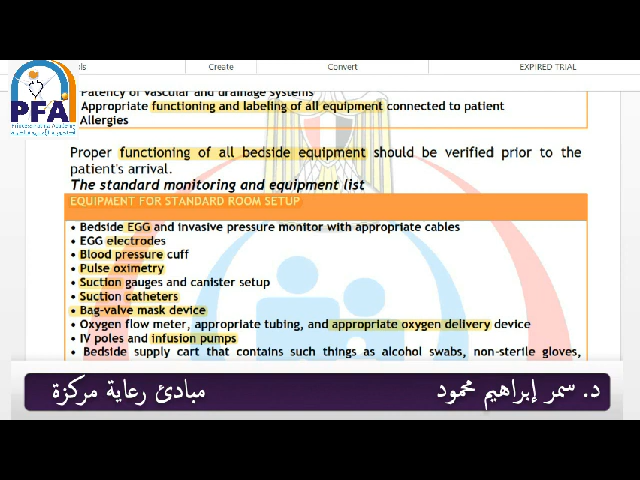 Create Convert EXPIRED TRIAL
PFA
Patency of vascular and drainage systems
Appropriate functioning and labeling of all equipment connected to patient
Allergies
Proper functioning of all bedside equipment should be verified prior to the
patient's arrival.
The standard monitoring and equipment list
EQUIPMENT FOR STANDARD ROOM SETUP
• Bedside EGG and invasive pressure monitor with appropriate cables
• EGG electrodes
• Blood pressure cuff
• Pulse oximetry
• Suction gauges and canister setup
• Suction catheters
• Bag-valve mask device
• Oxygen flow meter, appropriate tubing, and appropriate oxygen delivery device
• IV poles and infusion pumps
• Bedside supply cart that contains such things as alcohol swabs, non-sterile gloves,
د. سمر إبراهيم محمود
مبادئ رعاية مركزة